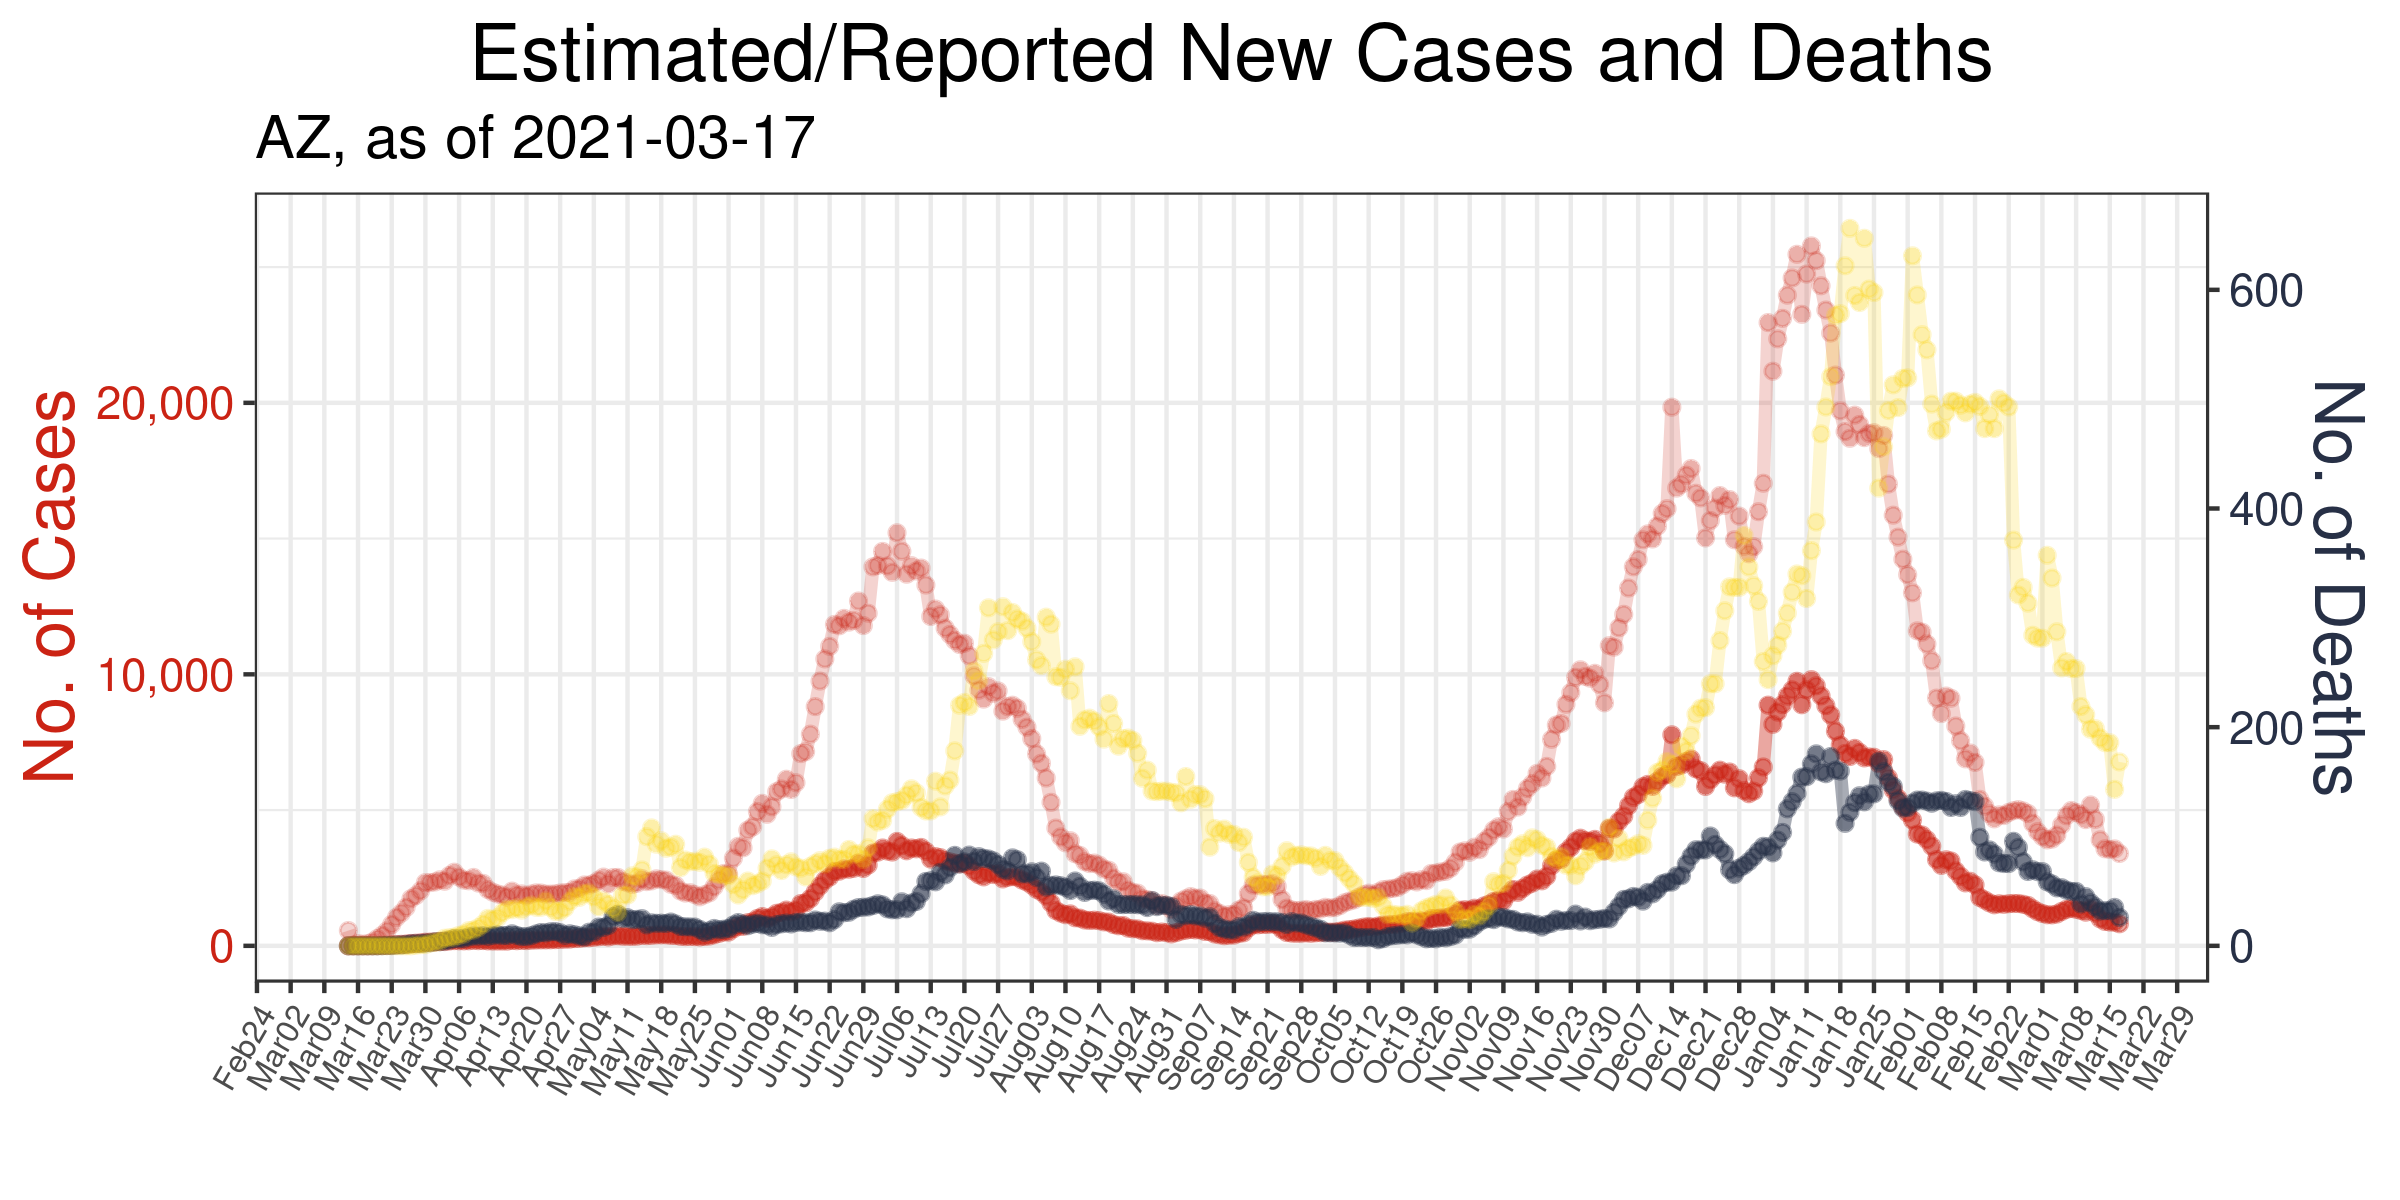 Estimated/Reported New Cases and Deaths
AZ, as of 2021-03-17
No. of Cases
20,000
10,000
0
No. of Deaths
600
400
200
0
Feb24
Mar02
Mar09
Mar16
Mar23
Mar30
Apr06
Apr13
Apr20
Apr27
May04
May11
May18
May25
Jun01
Jun08
Jun15
Jun22
Jun29
Jul06
Jul13
Jul20
Jul27
Aug03
Aug10
Aug17
Aug24
Aug31
Sep07
Sep14
Sep21
Sep28
Oct05
Oct12
Oct19
Oct26
Nov02
Nov09
Nov16
Nov23
Nov30
Dec07
Dec14
Dec21
Dec28
Jan04
Jan11
Jan18
Jan25
Feb01
Feb08
Feb15
Feb22
Mar01
Mar08
Mar15
Mar22
Mar29